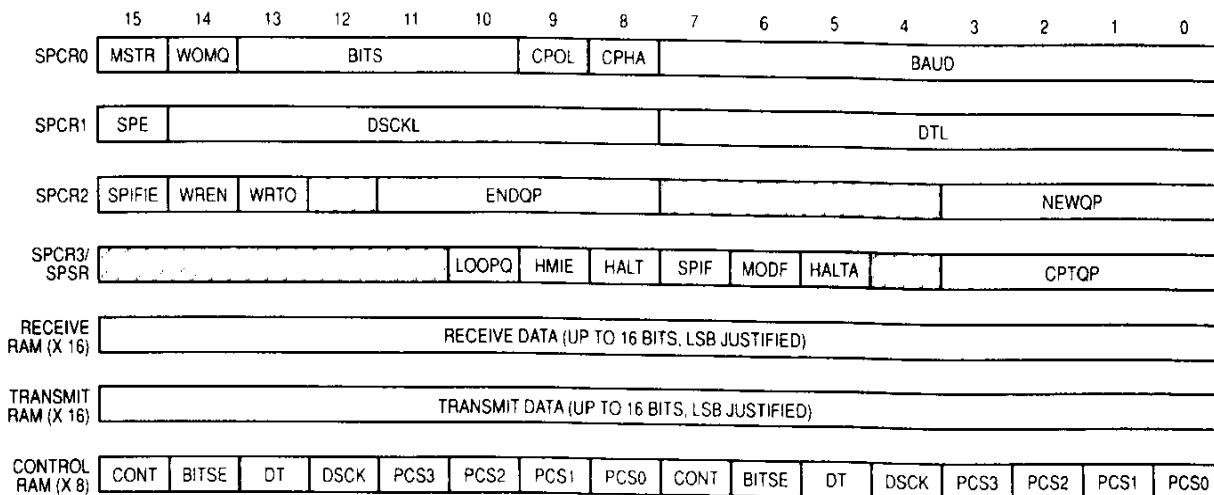 15 14 13 12 11 10 9 8 7 6 5 4 3 2 1 0
SPCR0 MSTR WOMQ BITS CPOL CPHA BAUD
SPCR1 SPE DSCKL DTL
SPCR2 SPIFIE WREN WRTO ENDQP NEWQP
SPCR3/
SPSR LOOPQ HMIE HALT SPIF MODF HALTA CPTQP
RECEIVE
RAM (X 16) RECEIVE DATA (UP TO 16 BITS, LSB JUSTIFIED)
TRANSMIT
RAM (X 16) TRANSMIT DATA (UP TO 16 BITS, LSB JUSTIFIED)
CONTROL
RAM (X 8) CONT BITSE DT DSCK PCS3 PCS2 PCS1 PCS0 CONT BITSE DT DSCK PCS3 PCS2 PCS1 PCS0